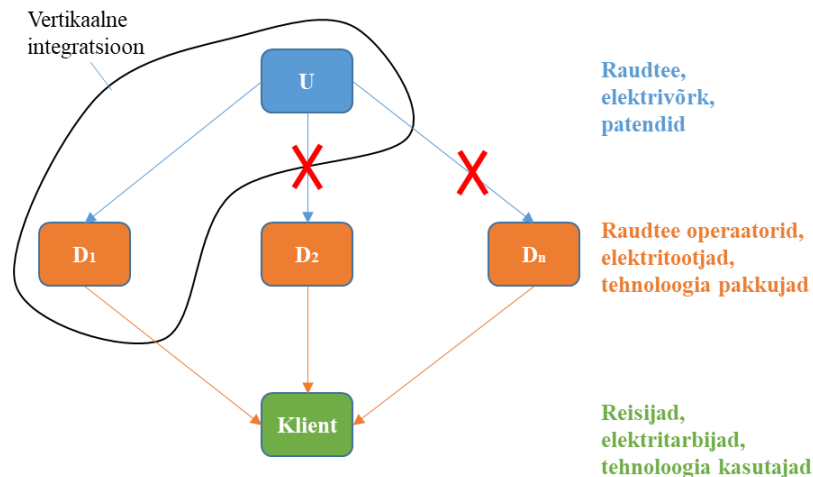 Vertikaalne
integratsioon
U
Raudtee,
elektrivõrk,
patendid
D1
D2
Dn
Raudtee operaatorid,
elektritootjad,
tehnoloogia pakkujad
Klient
Reisijad,
elektritarbijad,
tehnoloogia kasutajad